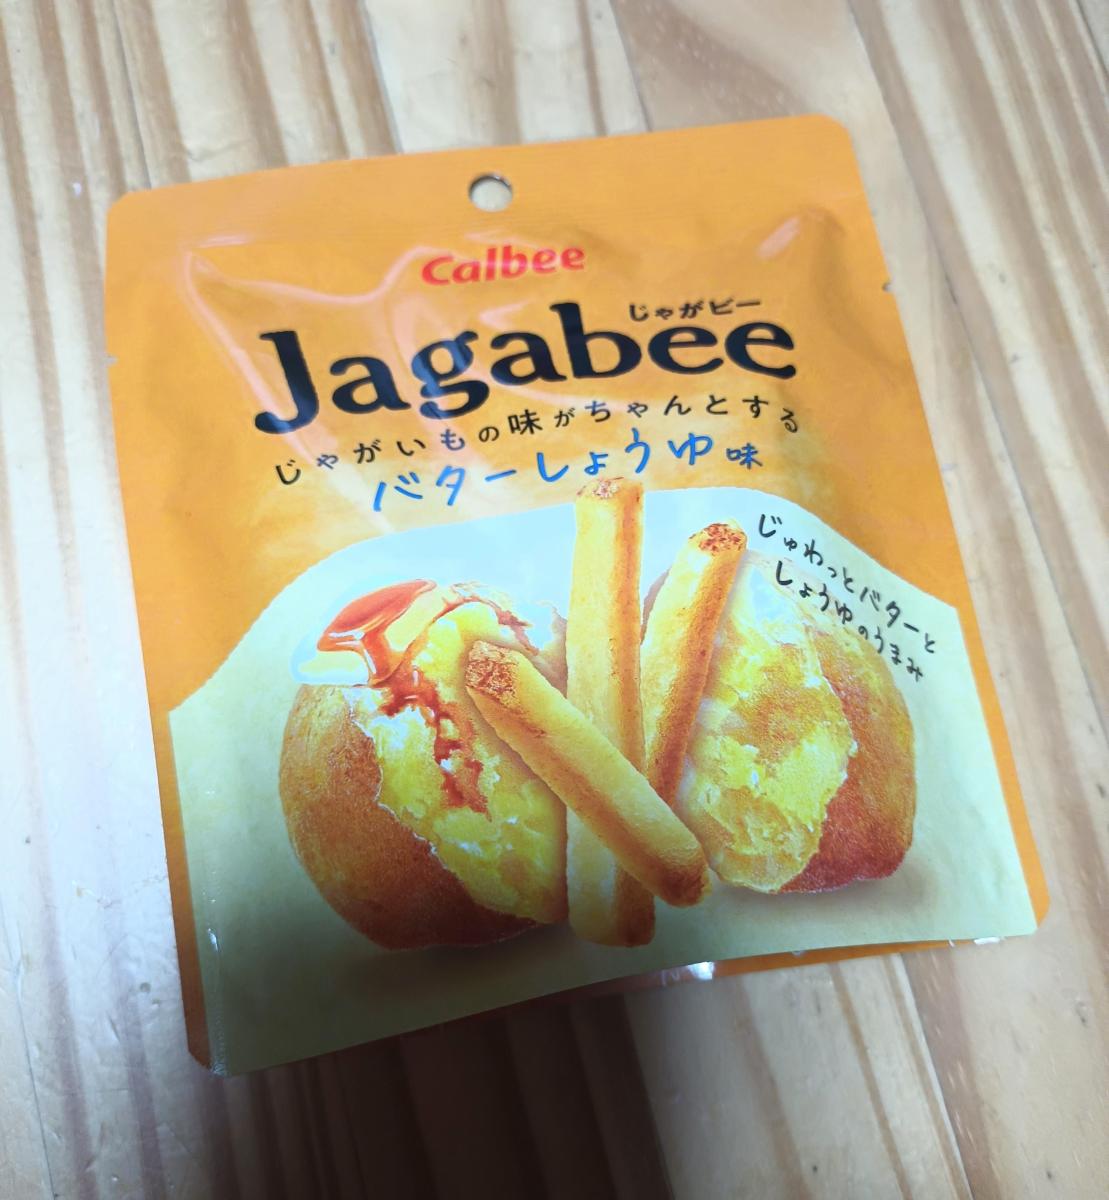 Calbee
じゃがビー
Jagabee
じゃがいもの味がちゃんとする
バターしょうゆ味
じゅわっとバターと
しょうゆのうまみ